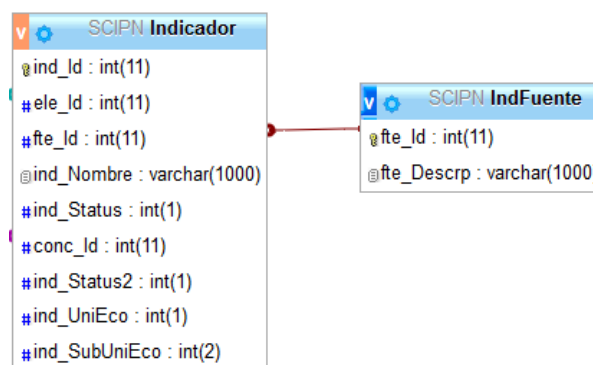 v SCIPN Indicador
ind_Id : int(11)
#ele_Id : int(11)
#fte_Id : int(11)
ind_Nombre : varchar(1000)
#ind_Status : int(1)
#conc_Id : int(11)
#ind_Status2 : int(1)
#ind_UniEco : int(1)
#ind_SubUniEco : int(2)
v SCIPN IndFuente
fte_Id : int(11)
fte_Descrp : varchar(1000